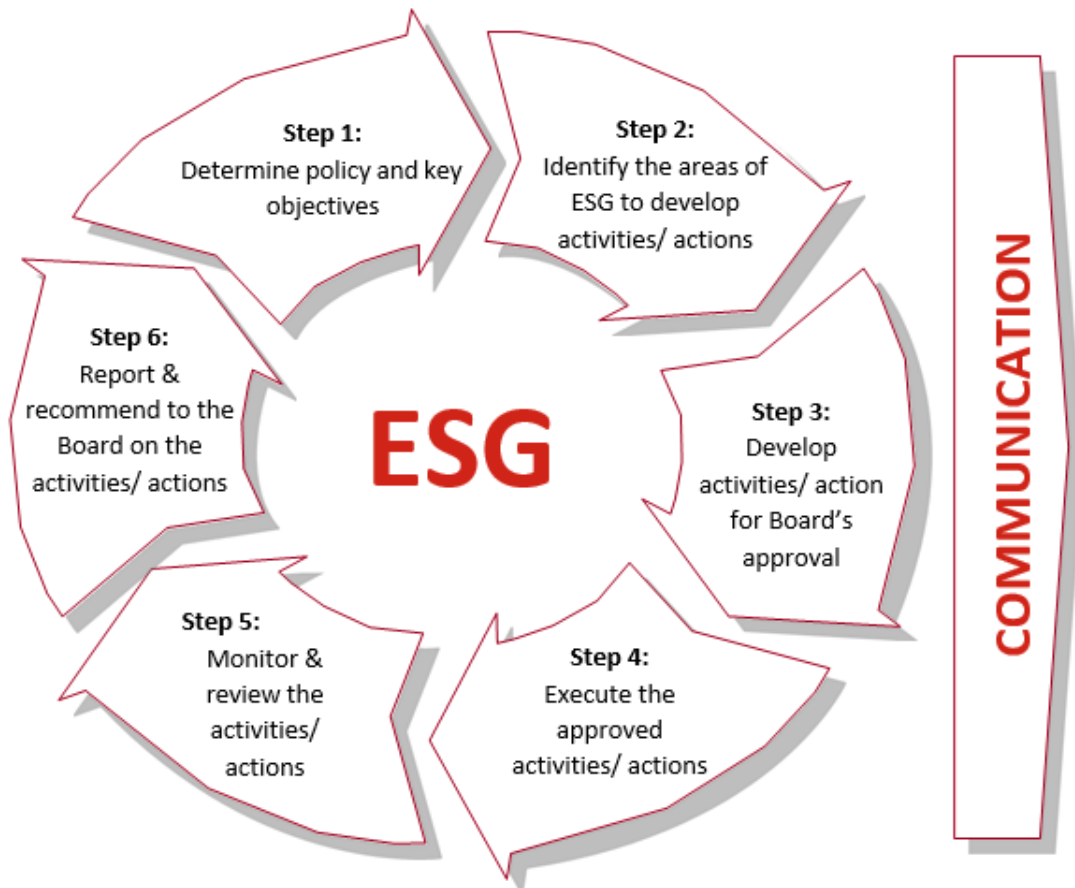 Step 1:
Determine policy and key
objectives
Step 2:
Identify the areas of
ESG to develop
activities/ actions
Step 3:
Develop
activities/ action
for Board’s
approval
Step 4:
Execute the
approved
activities/ actions
Step 5:
Monitor &
review the
activities/
actions
Step 6:
Report &
recommend to the
Board on the
activities/ actions
ESG
COMMUNICATION